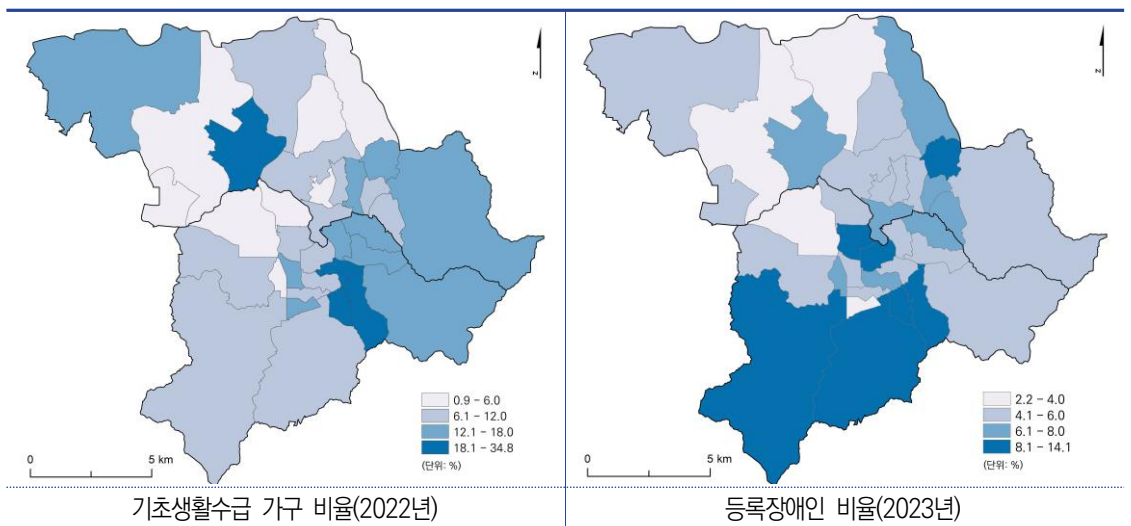 z
0.9 - 6.0
6.1 - 12.0
12.1 - 18.0
18.1 - 34.8
(단위: %)
0
5 km
기초생활수급 가구 비율(2022년)
z
2.2 - 4.0
4.1 - 6.0
6.1 - 8.0
8.1 - 14.1
(단위: %)
0
5 km
등록장애인 비율(2023년)